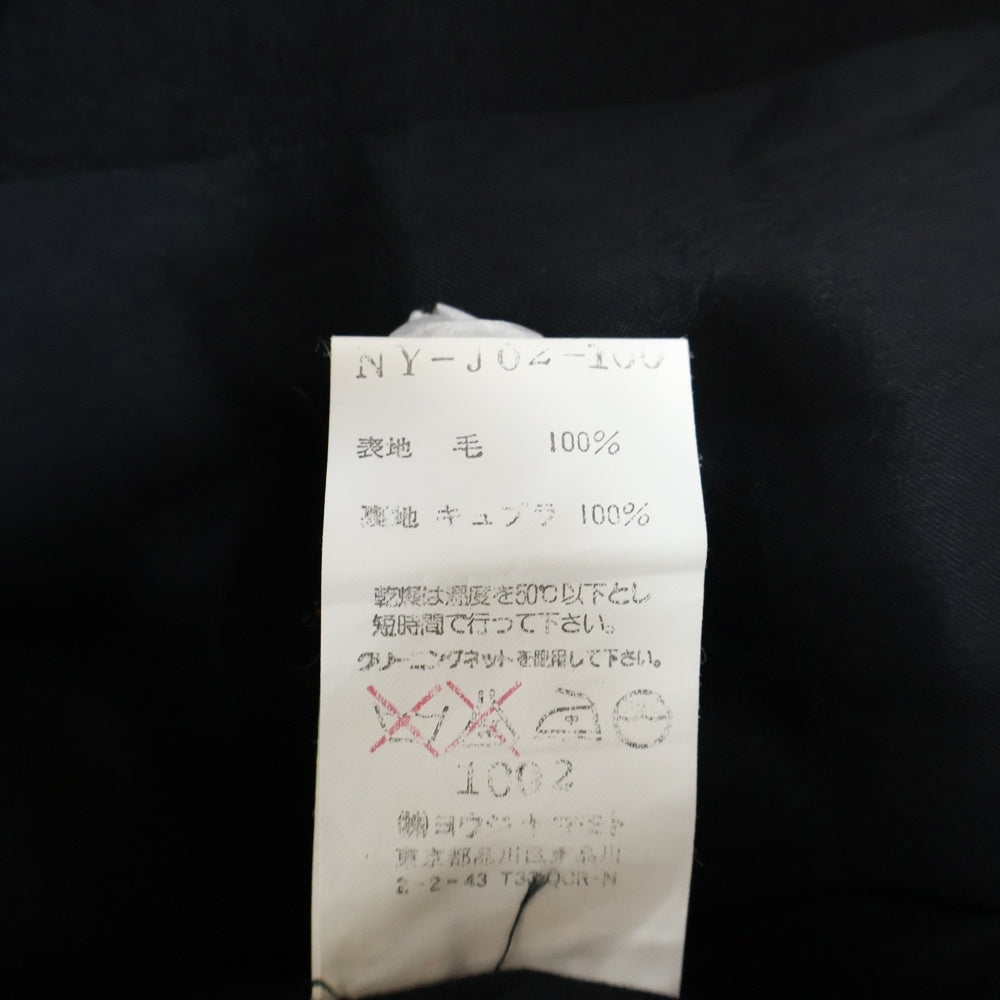 NY-J04-100
表地 毛 100%
裏地 キュプラ 100%
乾燥は温度を60℃以下とし
短時間で行って下さい。
クリーニングネットを使用して下さい。
1002
㈱ヨウジヤマモト
東京都品川区東品川
2-2-43